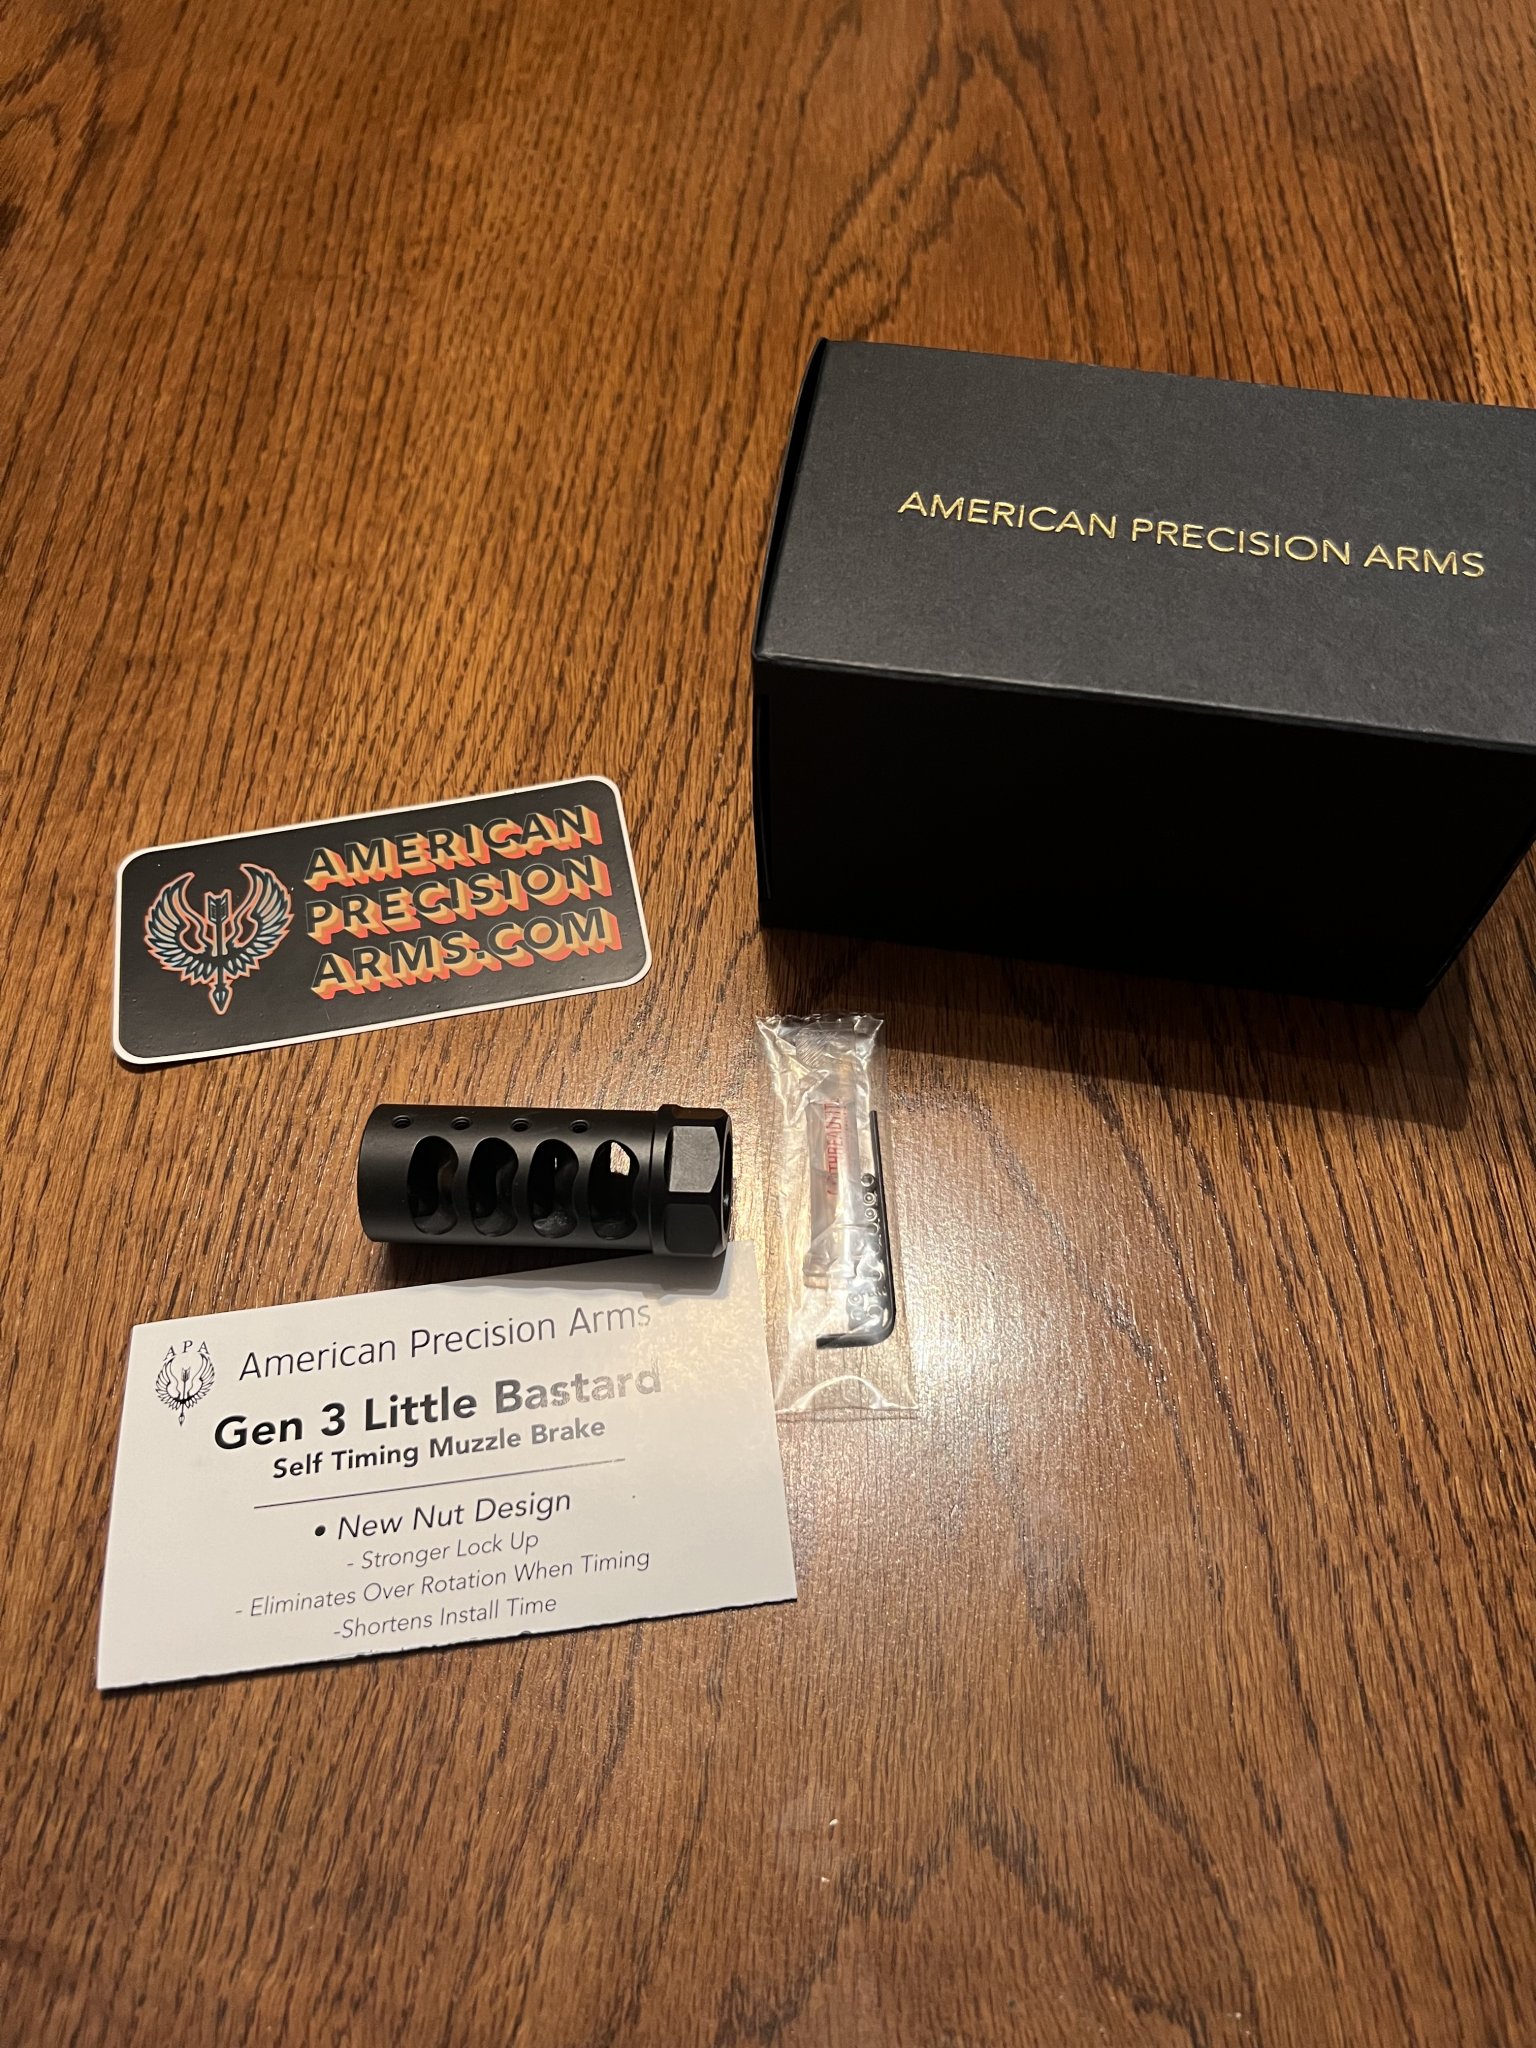 AMERICAN PRECISION ARMS
AMERICAN
PRECISION
ARMS.COM
APA
American Precision Arms
Gen 3 Little Bastard
Self Timing Muzzle Brake
• New Nut Design
- Stronger Lock Up
- Eliminates Over Rotation When Timing
-Shortens Install Time